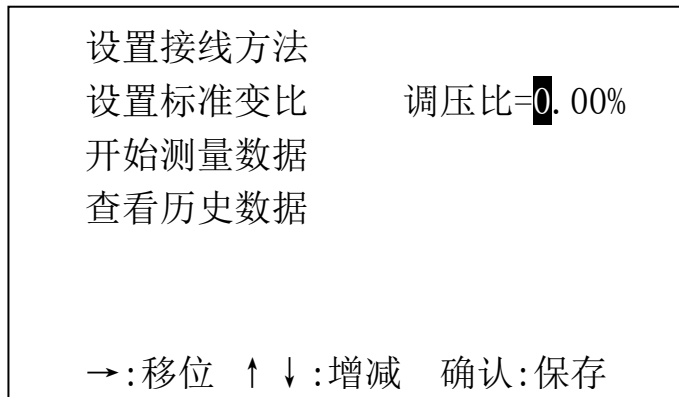 设置接线方法
设置标准变比 调压比=0.00%
开始测量数据
查看历史数据
→:移位 ↑↓:增减 确认:保存